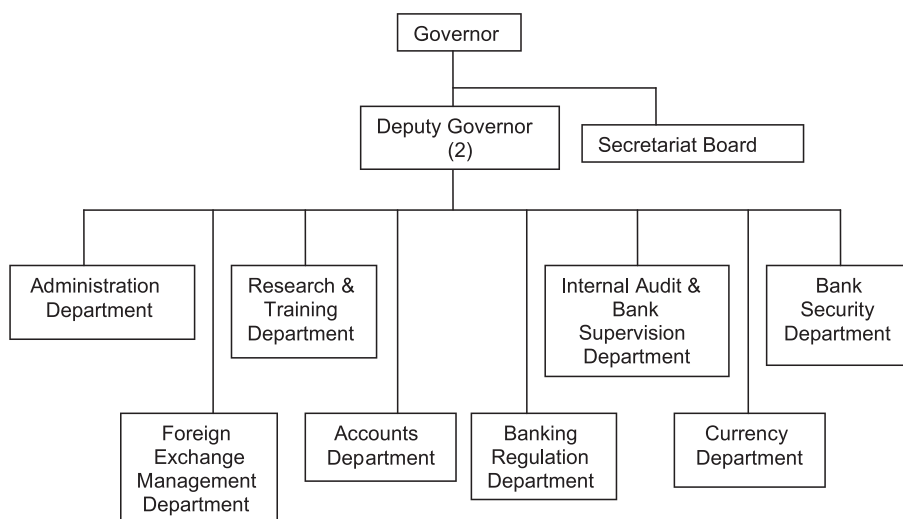 Governor
Deputy Governor
(2)
Secretariat Board
Administration
Department
Research &
Training
Department
Internal Audit &
Bank
Supervision
Department
Bank
Security
Department
Foreign
Exchange
Management
Department
Accounts
Department
Banking
Regulation
Department
Currency
Department